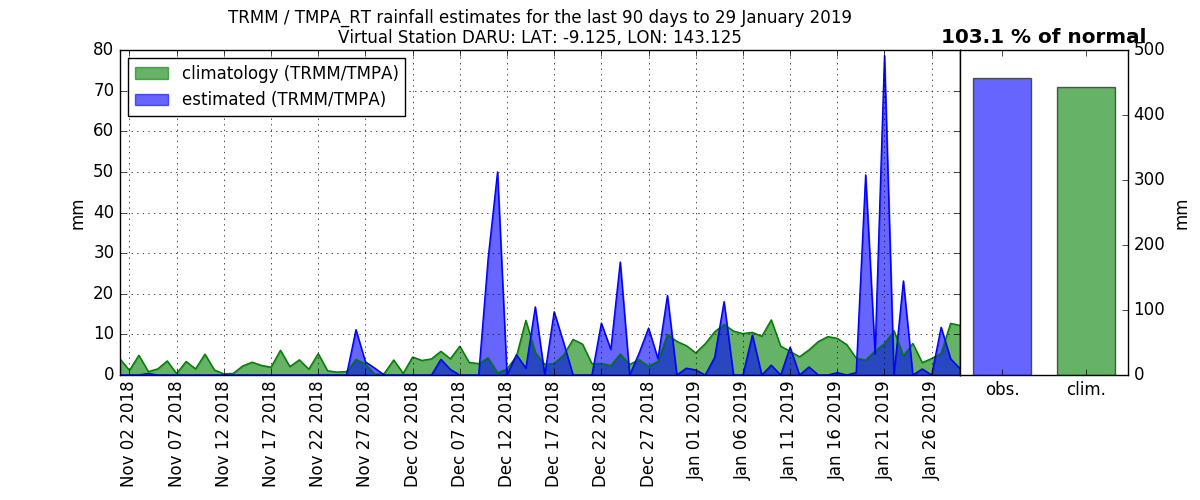 TRMM / TMPA_RT rainfall estimates for the last 90 days to 29 January 2019
Virtual Station DARU: LAT: -9.125, LON: 143.125
103.1 % of normal
climatology (TRMM/TMPA)
estimated (TRMM/TMPA)
mm
80
70
60
50
40
30
20
10
0
Nov 02 2018
Nov 07 2018
Nov 12 2018
Nov 17 2018
Nov 22 2018
Nov 27 2018
Dec 02 2018
Dec 07 2018
Dec 12 2018
Dec 17 2018
Dec 22 2018
Dec 27 2018
Jan 01 2019
Jan 06 2019
Jan 11 2019
Jan 16 2019
Jan 21 2019
Jan 26 2019
obs.
clim.
500
400
300
200
100
0
mm